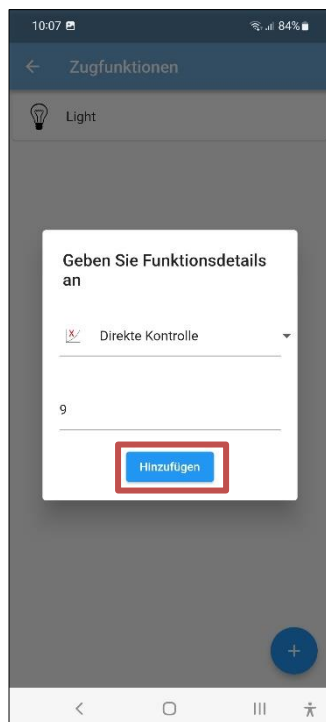 10:07 84%
Zugfunktionen
Light
Geben Sie Funktionsdetails
an
Direkte Kontrolle
9
Hinzufügen